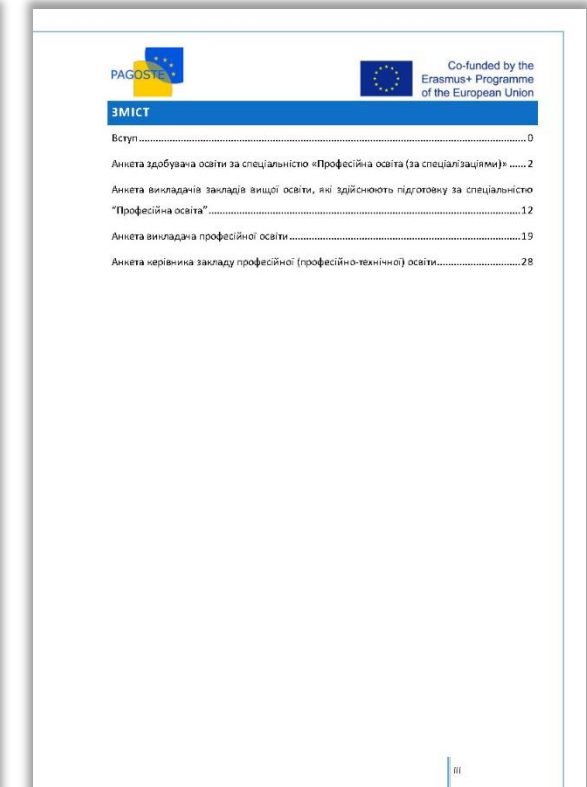 PAGOSTE
Co-funded by the
Erasmus+ Programme
of the European Union
ЗМІСТ
Вступ 0
Анкета здобувача освіти за спеціальністю «Професійна освіта (за спеціалізаціями)» 2
Анкета викладачів закладів вищої освіти, які здійснюють підготовку за спеціальністю
"Професійна освіта" 12
Анкета викладача професійної освіти 19
Анкета керівника закладу професійної (професійно-технічної) освіти 28
iii